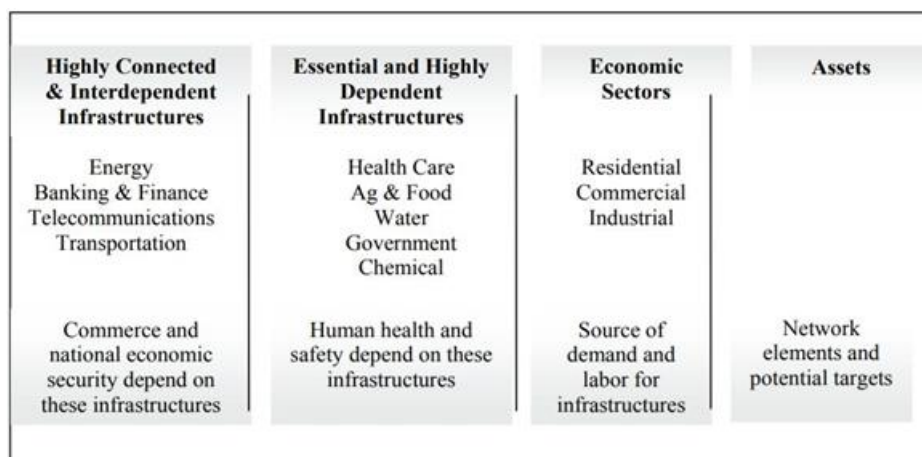 Highly Connected
& Interdependent
Infrastructures
Energy
Banking & Finance
Telecommunications
Transportation
Commerce and
national economic
security depend on
these infrastructures
Essential and Highly
Dependent
Infrastructures
Health Care
Ag & Food
Water
Government
Chemical
Human health and
safety depend on these
infrastructures
Economic
Sectors
Residential
Commercial
Industrial
Source of
demand and
labor for
infrastructures
Assets
Network
elements and
potential targets